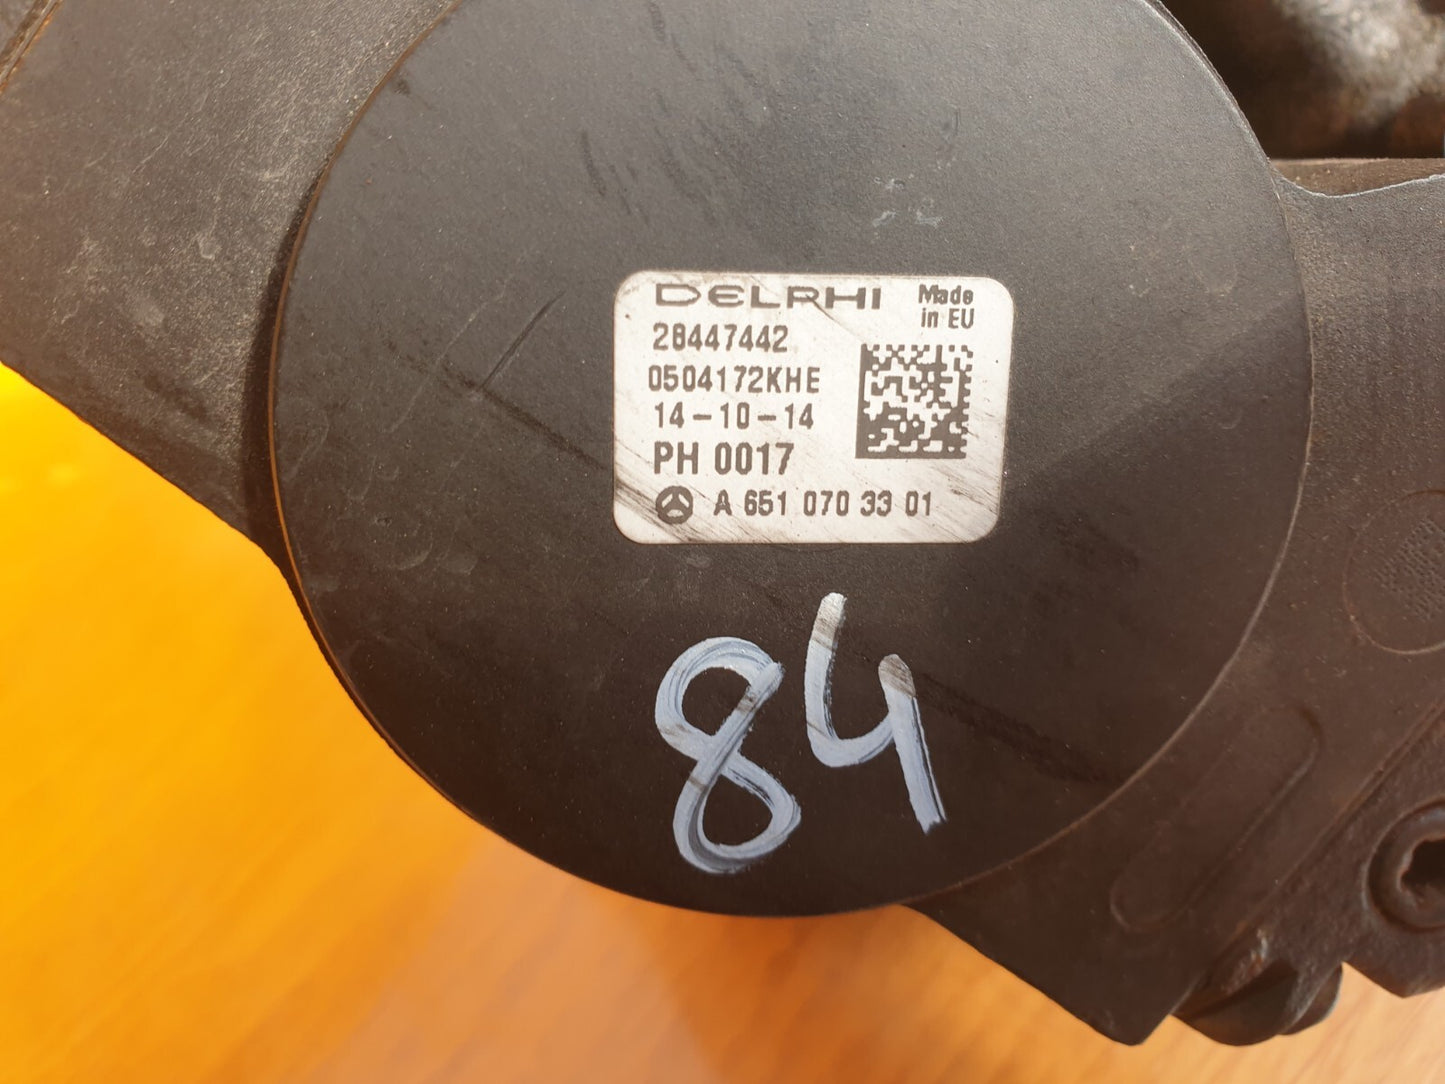 DELPHI
Made
in EU
28447442
0504172KHE
14-10-14
PH 0017
A 651 070 33 01
84